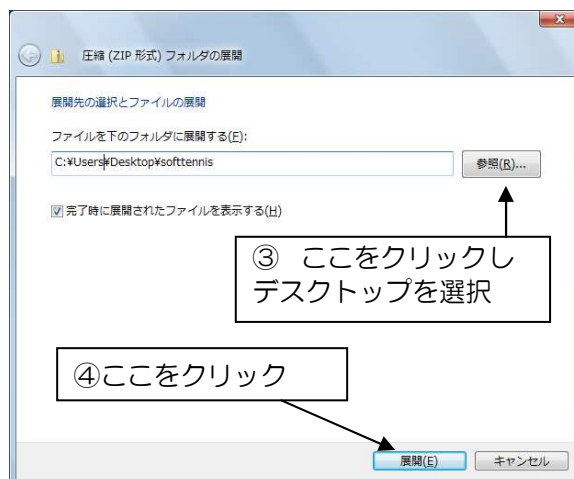 圧縮 (ZIP 形式) フォルダの展開
展開先の選択とファイルの展開
ファイルを下のフォルダに展開する(F):
C:¥Users¥Desktop¥softtennis
参照(R)...
完了時に展開されたファイルを表示する(H)
③ ここをクリックし
デスクトップを選択
④ここをクリック
展開(E)
キャンセル